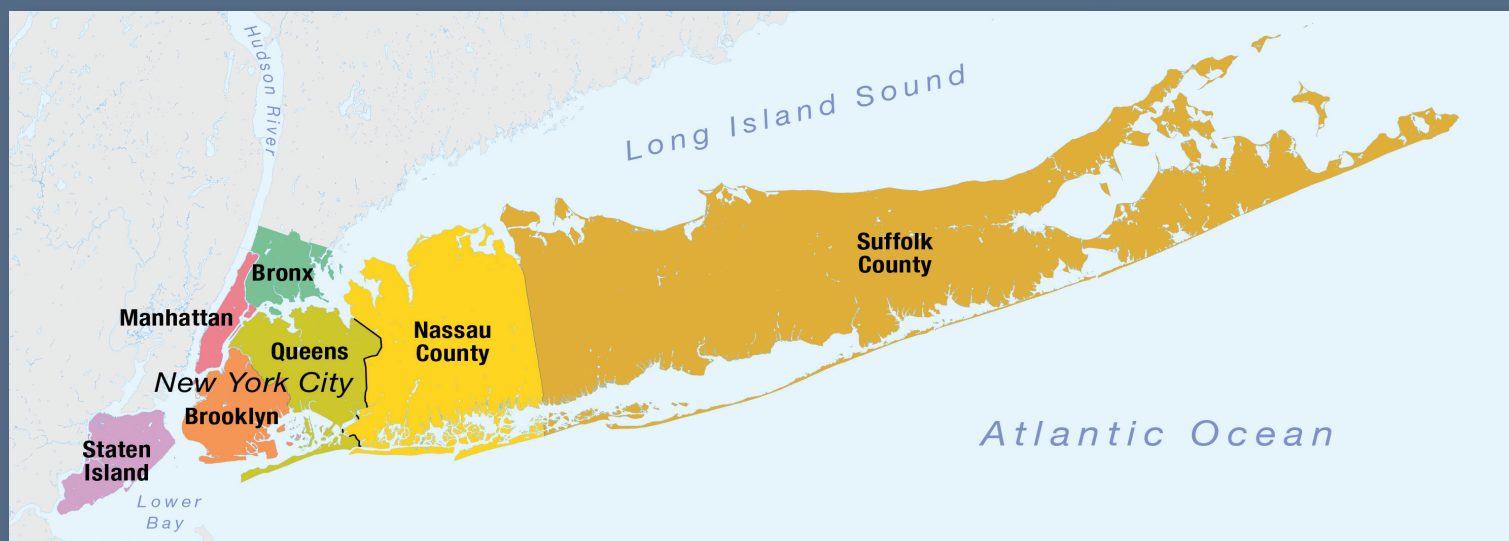 Hudson River
Long Island Sound
Suffolk
County
Bronx
Manhattan
Nassau
County
Queens
New York City
Brooklyn
Atlantic Ocean
Staten
Island
Lower
Bay